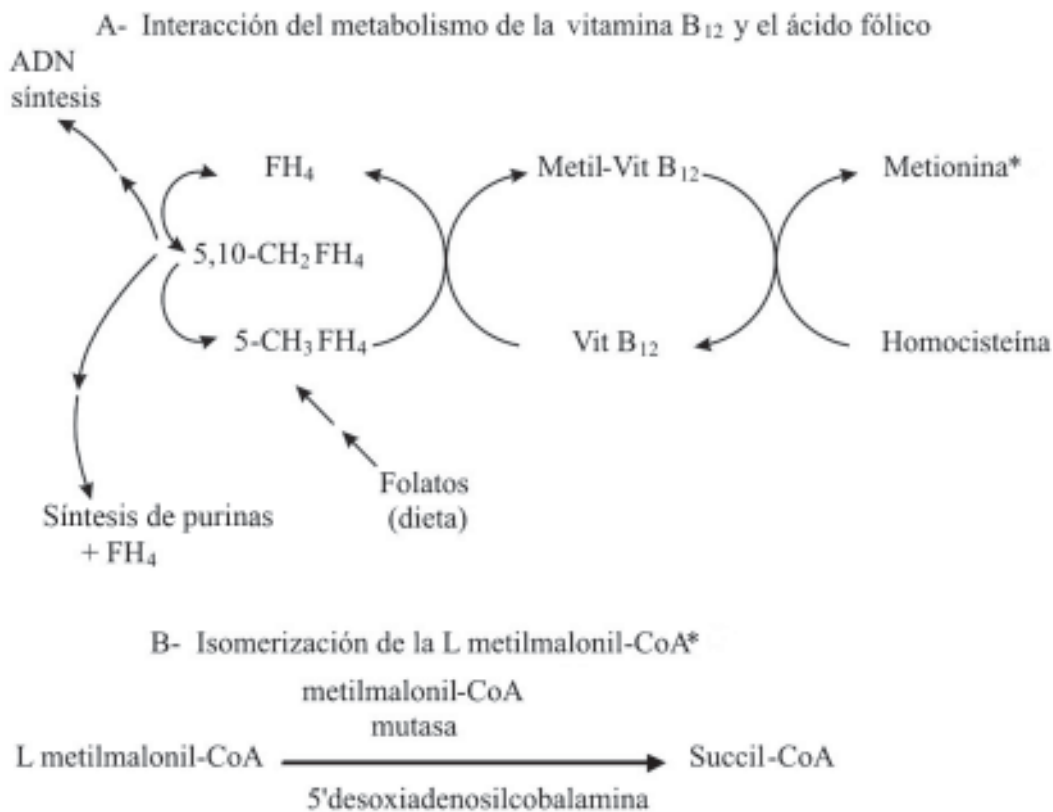 A- Interacción del metabolismo de la vitamina B₁₂ y el ácido fólico
ADN
síntesis
FH₄
Metil-Vit B₁₂
Metionina*
5,10-CH₂FH₄
5-CH₃FH₄
Vit B₁₂
Homocisteína
Folatos
(dieta)
Síntesis de purinas
+ FH₄
B- Isomerización de la L metilmalonil-CoA*
metilmalonil-CoA
mutasa
L metilmalonil-CoA
Succil-CoA
5'desoxiadenosilcobalamina